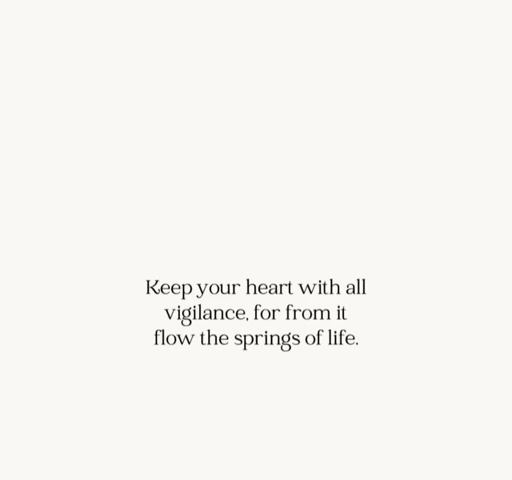 Keep your heart with all
vigilance, for from it
flow the springs of life.